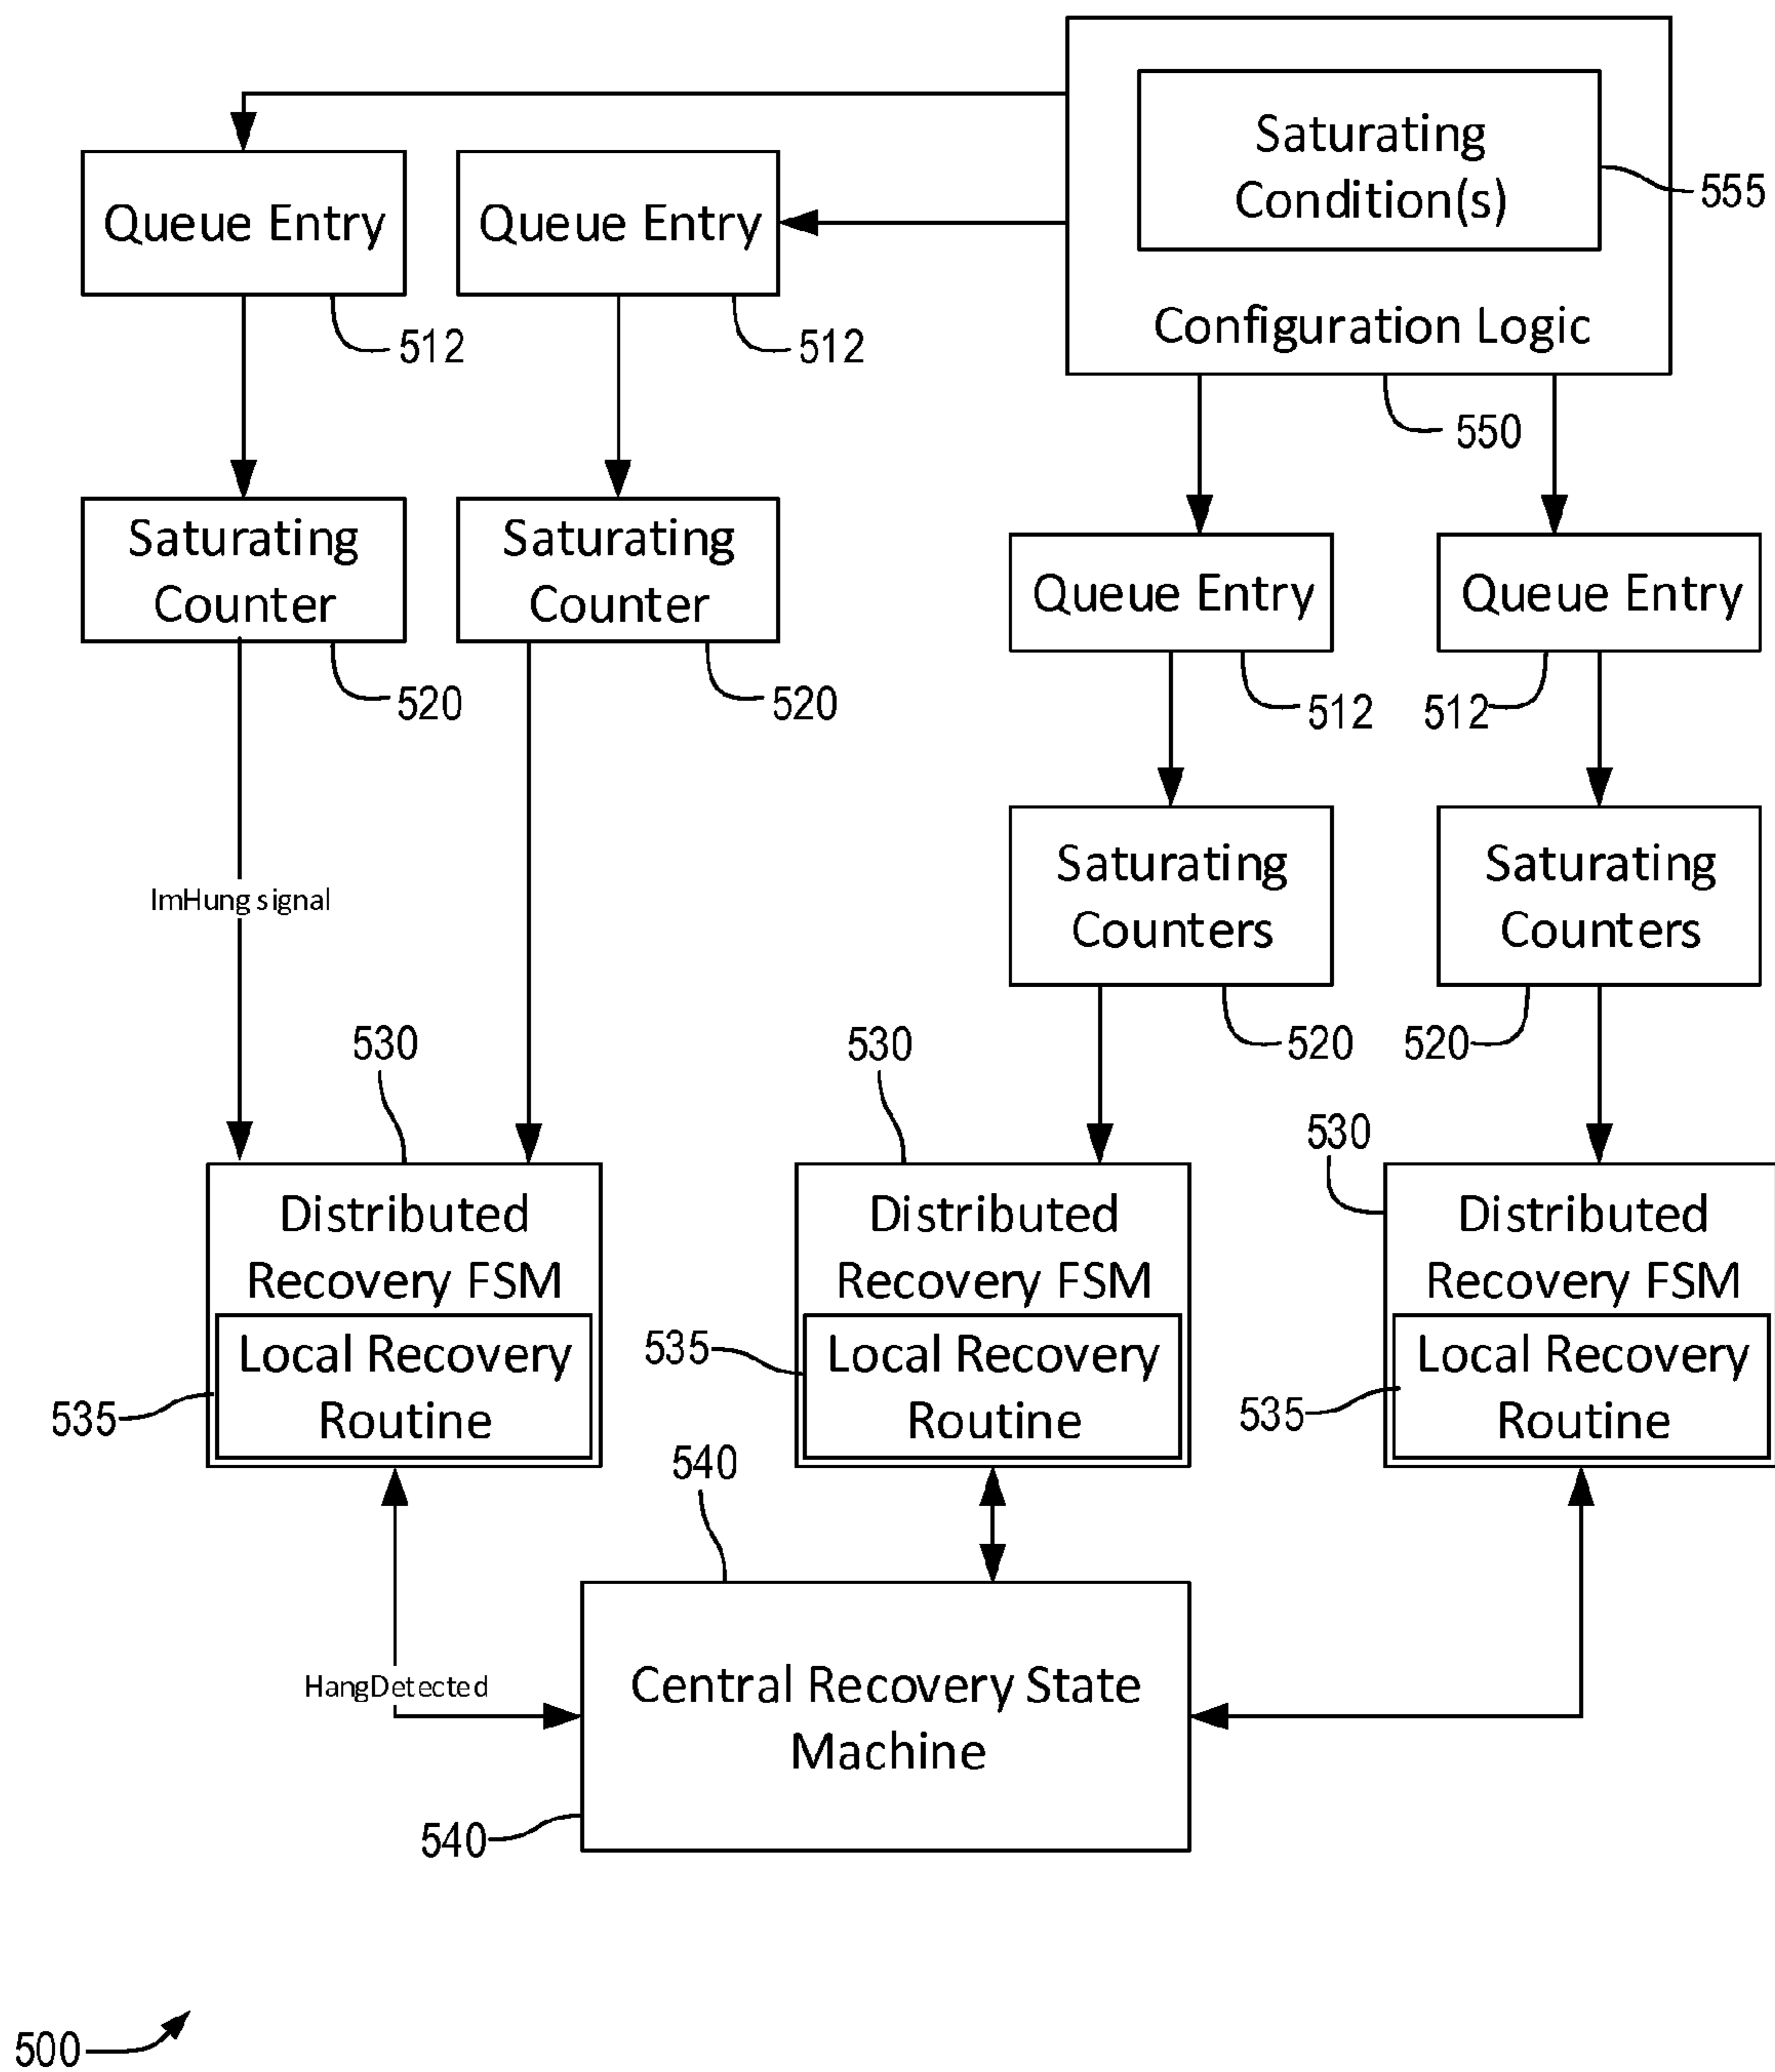 Saturating
Condition(s)
555
Configuration Logic
550
Queue Entry
512
Queue Entry
512
Saturating
Counter
520
Saturating
Counter
520
Queue Entry
512
Queue Entry
512
Saturating
Counters
520
Saturating
Counters
520
ImHung signal
530
Distributed
Recovery FSM
Local Recovery
Routine
535
530
Distributed
Recovery FSM
Local Recovery
Routine
535
530
Distributed
Recovery FSM
Local Recovery
Routine
535
540
HangDetected
Central Recovery State
Machine
540
500